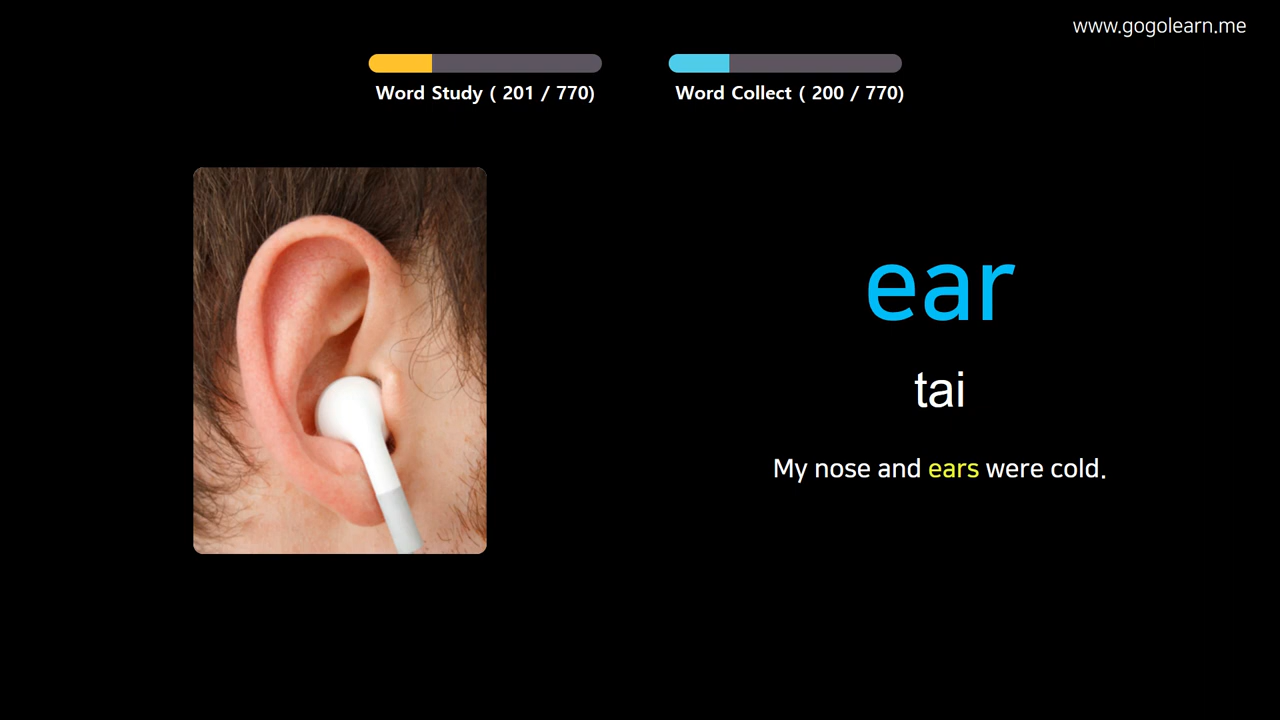 www.gogolearn.me
Word Study ( 201 / 770)
Word Collect ( 200 / 770)
ear
tai
My nose and ears were cold.